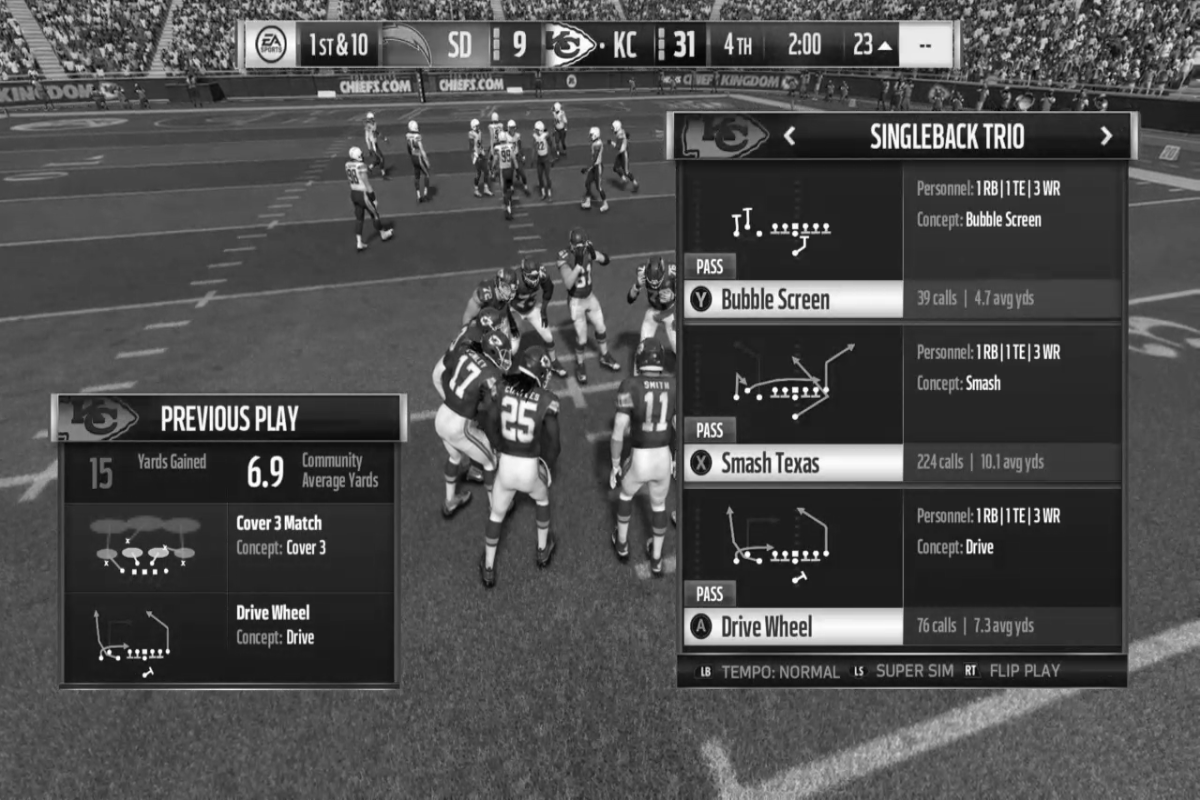 EA SPORTS 1ST & 10 SD 9 KC 31 4TH 2:00 23 --
KINGDOM CHIEFS.COM CHIEFS.COM CHIEFS KINGDOM
KC SINGLEBACK TRIO
Personnel: 1 RB | 1 TE | 3 WR
Concept: Bubble Screen
PASS
Y Bubble Screen 39 calls | 4.7 avg yds
Personnel: 1 RB | 1 TE | 3 WR
Concept: Smash
PASS
X Smash Texas 224 calls | 10.1 avg yds
Personnel: 1 RB | 1 TE | 3 WR
Concept: Drive
PASS
A Drive Wheel 76 calls | 7.3 avg yds
LB TEMPO: NORMAL LS SUPER SIM RT FLIP PLAY
KC PREVIOUS PLAY
15 Yards Gained 6.9 Community
Average Yards
Cover 3 Match
Concept: Cover 3
Drive Wheel
Concept: Drive
17
25
SMITH
11